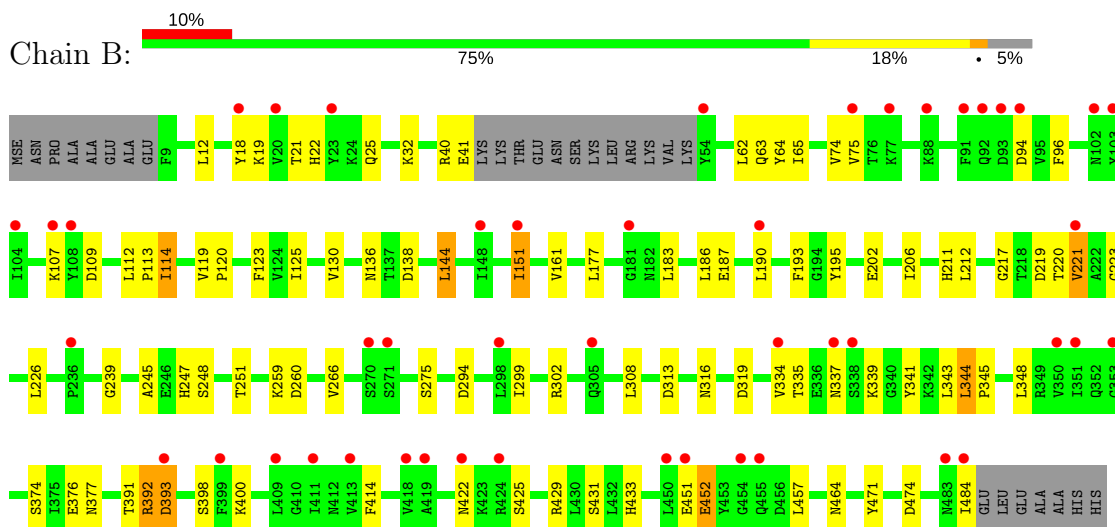 10%
Chain B:
75% 18% • 5%
MSE ASN PRO ALA ALA GLU ALA GLU F9 L12 Y18 K19 V20 T21 H22 Y23 K24 Q25 K32 R40 E41 LYS LYS THR GLU ASN SER LYS LEU ARG LYS VAL LYS Y54 L62 Q63 Y64 I65 V74 V75 T76 K77 K88 F91 Q92 D93 D94 V95 F96 N102
I104 K107 Y108 D109 L112 P113 I114 V119 P120 F123 V124 I125 V130 N136 T137 D138 L144 I148 I151 V161 L177 G181 N182 L183 L186 E187 L190 F193 G194 Y195 E202 I206 H211 L212 G217 T218 D219 T220 V221 A222
L226 P236 G239 A245 E246 H247 S248 T251 K259 D260 V266 S270 S271 S275 D294 L298 I299 R302 Q305 L308 D313 N316 D319 V334 T335 E336 N337 S338 K339 G340 Y341 K342 L343 L344 P345 L348 R349 V350 I351 Q352
S374 I375 E376 N377 T391 R392 D393 S398 F399 K400 L409 G410 I411 N412 V413 F414 V418 A419 N422 K423 R424 S425 R429 L430 S431 L432 H433 L450 E451 E452 Y453 G454 Q455 D456 L457 N464 Y471 D474 N483 I484 GLU LEU GLU ALA ALA HIS HIS